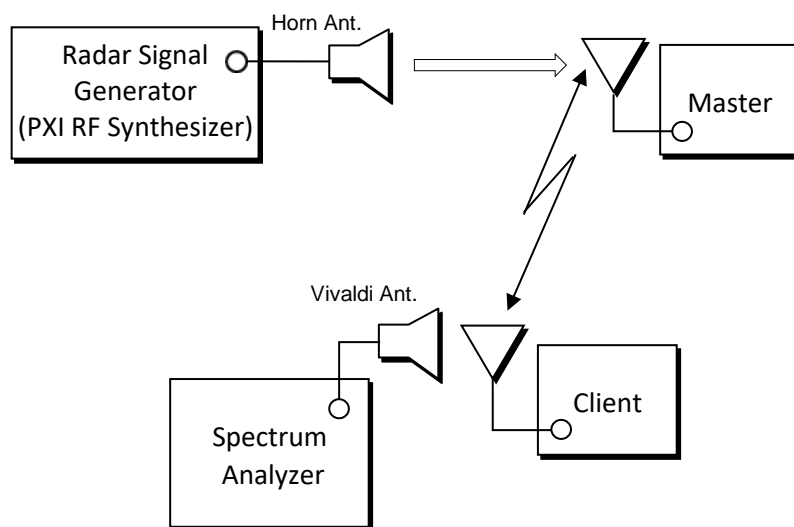 Horn Ant.
Radar Signal
Generator
(PXI RF Synthesizer)
Master
Vivaldi Ant.
Client
Spectrum
Analyzer